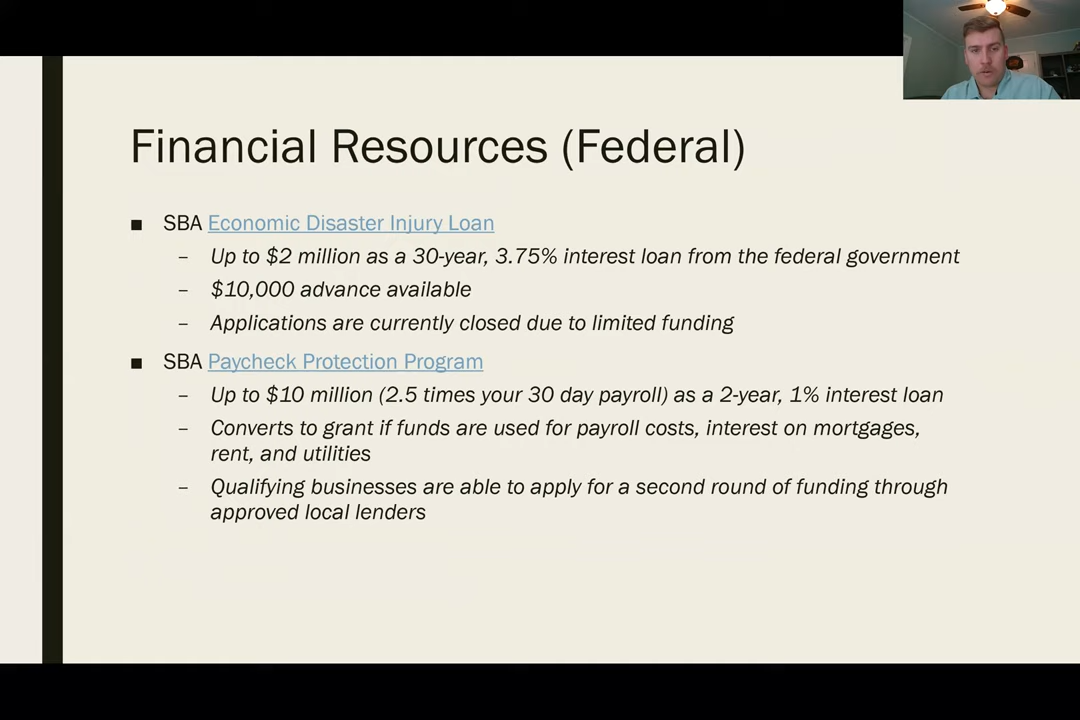 Financial Resources (Federal)
■ SBA Economic Disaster Injury Loan
– Up to $2 million as a 30-year, 3.75% interest loan from the federal government
– $10,000 advance available
– Applications are currently closed due to limited funding
■ SBA Paycheck Protection Program
– Up to $10 million (2.5 times your 30 day payroll) as a 2-year, 1% interest loan
– Converts to grant if funds are used for payroll costs, interest on mortgages,
rent, and utilities
– Qualifying businesses are able to apply for a second round of funding through
approved local lenders